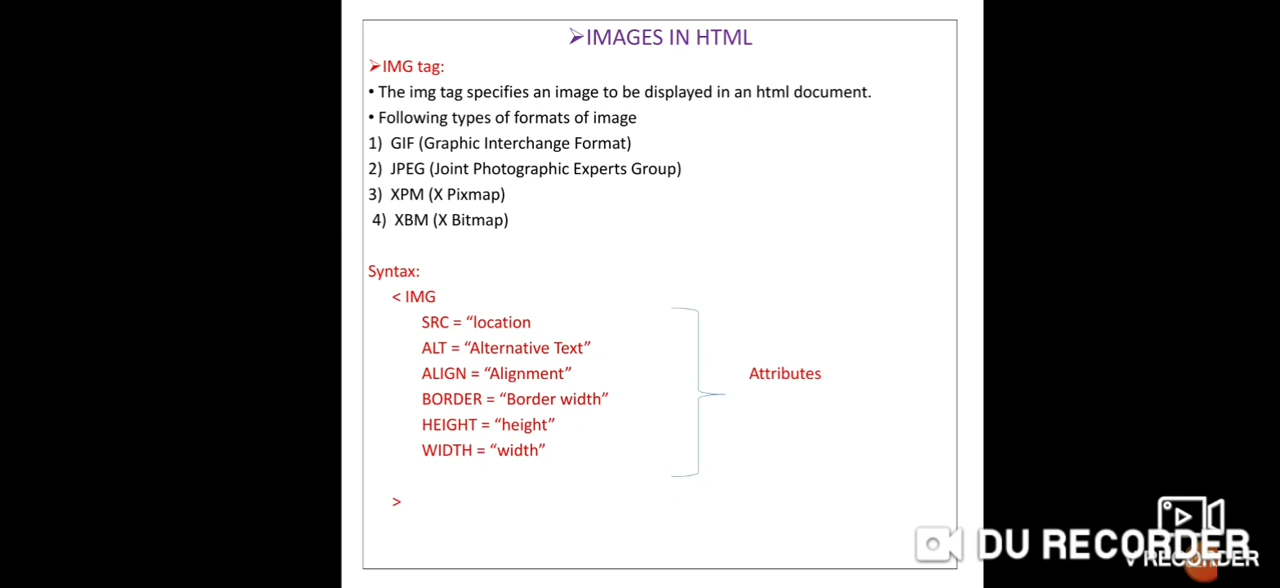 ➢IMAGES IN HTML
➢IMG tag:
• The img tag specifies an image to be displayed in an html document.
• Following types of formats of image
1) GIF (Graphic Interchange Format)
2) JPEG (Joint Photographic Experts Group)
3) XPM (X Pixmap)
4) XBM (X Bitmap)
Syntax:
< IMG
SRC = “location
ALT = “Alternative Text”
ALIGN = “Alignment”
Attributes
BORDER = “Border width”
HEIGHT = “height”
WIDTH = “width”
>
DU RECORDER
V RECORDER